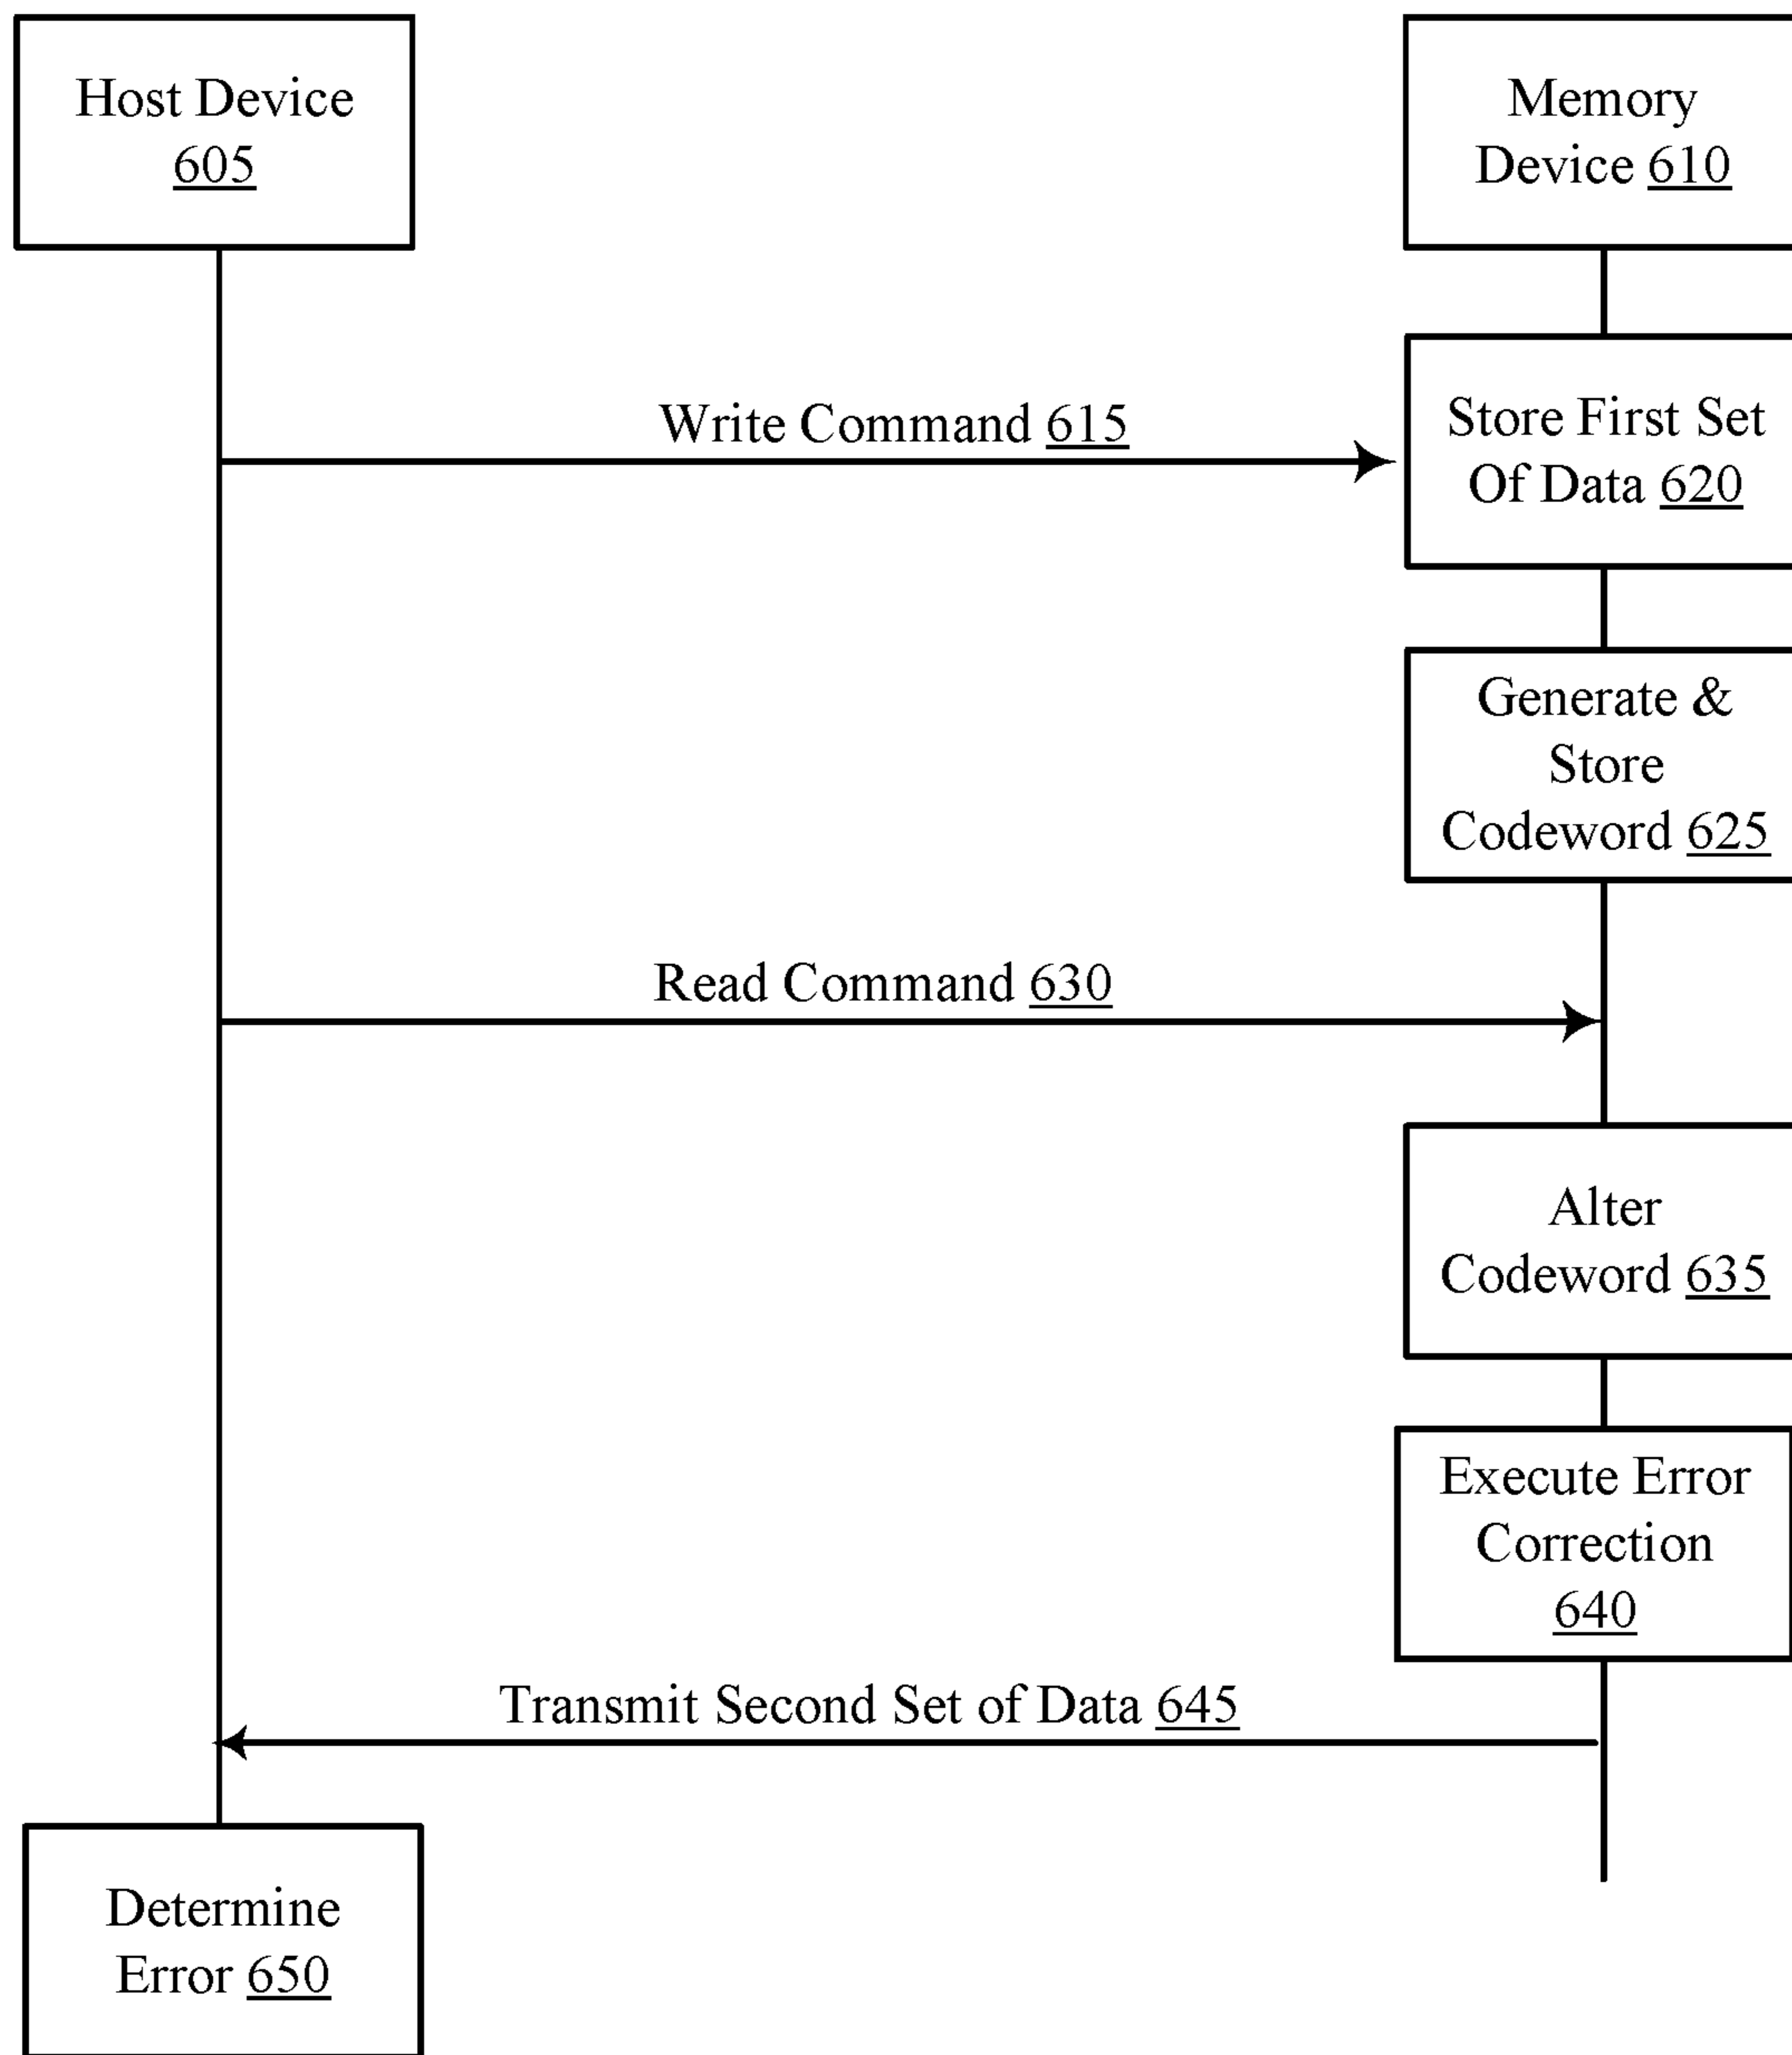 Host Device
605
Memory
Device 610
Write Command 615
Store First Set
Of Data 620
Generate &
Store
Codeword 625
Read Command 630
Alter
Codeword 635
Execute Error
Correction
640
Transmit Second Set of Data 645
Determine
Error 650